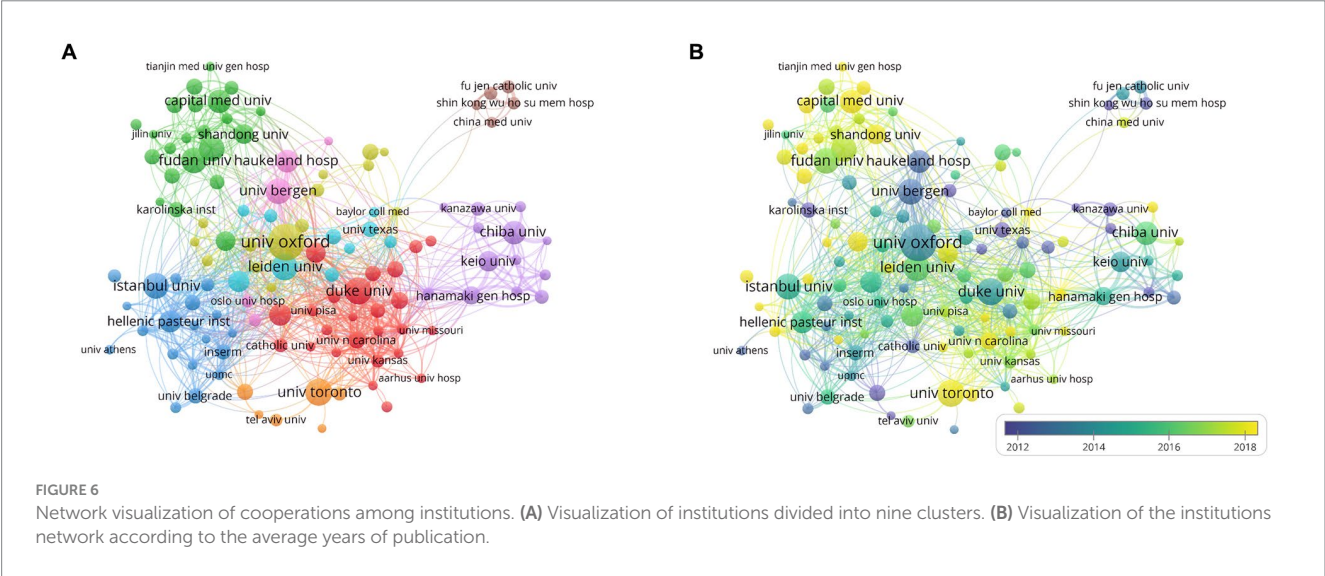 A
B
tianjin med univ gen hosp
capital med univ
jilin univ
shandong univ
fudan univ
haukeland hosp
univ bergen
karolinska inst
baylor coll med
univ texas
univ oxford
leiden univ
istanbul univ
oslo univ hosp
duke univ
hellenic pasteur inst
univ pisa
univ athens
inserm
catholic univ
univ n carolina
univ missouri
univ kansas
upmc
aarhus univ hosp
univ belgrade
univ toronto
tel aviv univ
fu jen catholic univ
shin kong wu ho su mem hosp
china med univ
kanazawa univ
chiba univ
keio univ
hanamaki gen hosp
tianjin med univ gen hosp
capital med univ
jilin univ
shandong univ
fudan univ
haukeland hosp
univ bergen
karolinska inst
baylor coll med
univ texas
univ oxford
leiden univ
istanbul univ
oslo univ hosp
duke univ
hellenic pasteur inst
univ pisa
univ athens
inserm
catholic univ
univ n carolina
univ missouri
univ kansas
upmc
aarhus univ hosp
univ belgrade
univ toronto
tel aviv univ
fu jen catholic univ
shin kong wu ho su mem hosp
china med univ
kanazawa univ
chiba univ
keio univ
hanamaki gen hosp
2012 2014 2016 2018
FIGURE 6
Network visualization of cooperations among institutions. (A) Visualization of institutions divided into nine clusters. (B) Visualization of the institutions
network according to the average years of publication.